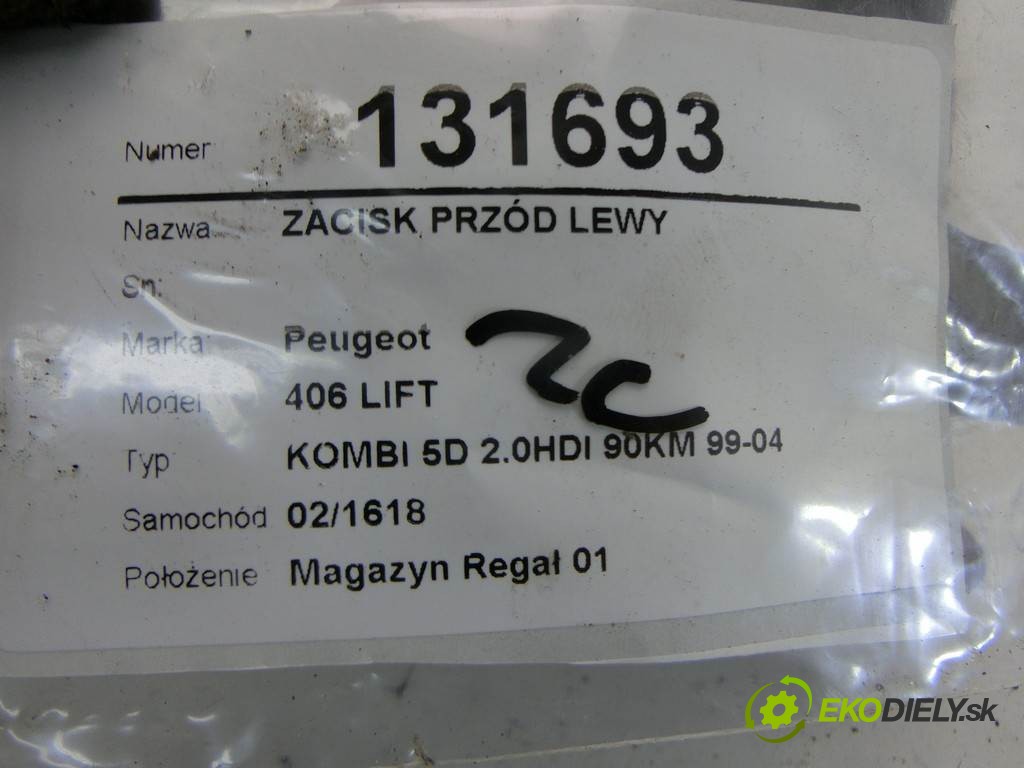 Numer 131693
Nazwa ZACISK PRZÓD LEWY
Sn:
Marka Peugeot
Model 406 LIFT
Typ KOMBI 5D 2.0HDI 90KM 99-04
Samochód 02/1618
Położenie Magazyn Regał 01
EKODIELY.sk